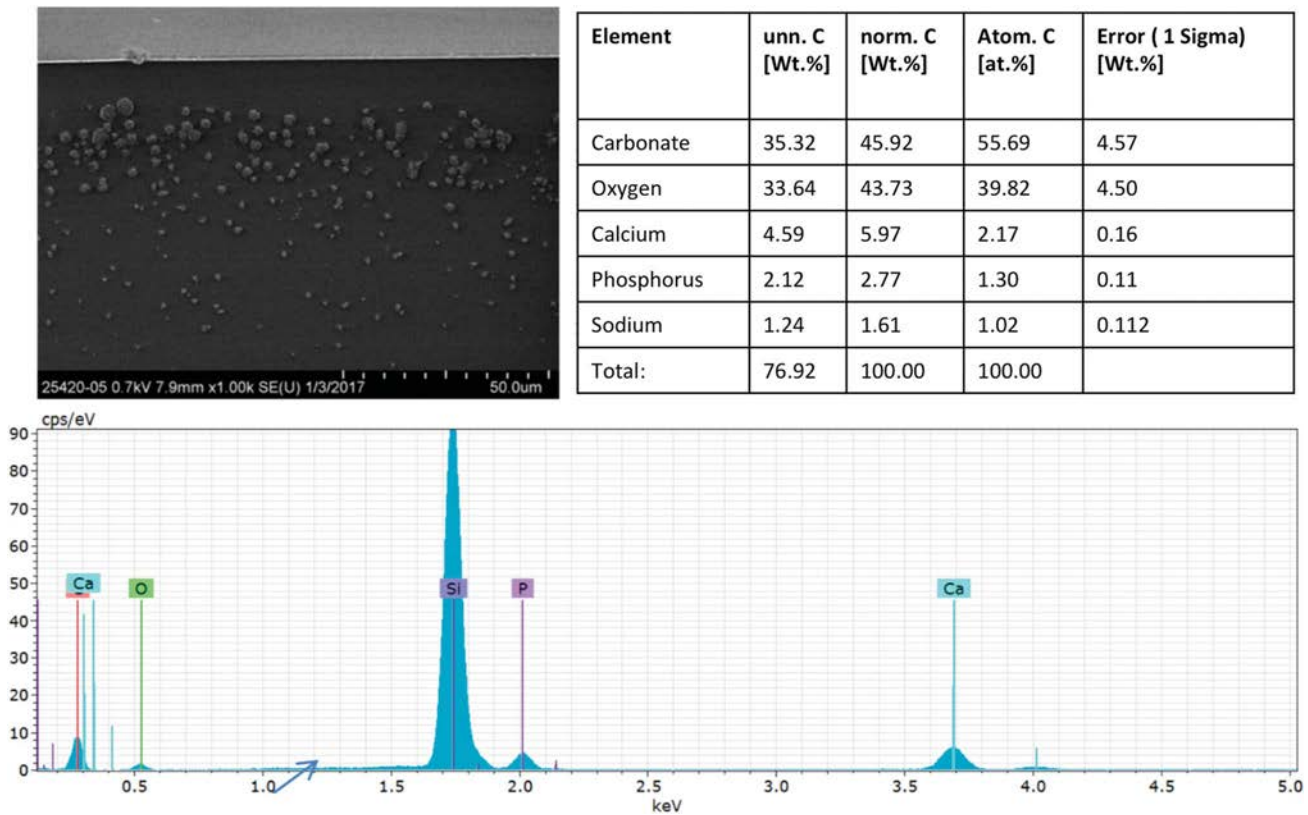 25420-05 0.7kV 7.9mm x1.00k SE(U) 1/3/2017 50.0um
Element unn. C [Wt.%] norm. C [Wt.%] Atom. C [at.%] Error ( 1 Sigma) [Wt.%]
Carbonate 35.32 45.92 55.69 4.57
Oxygen 33.64 43.73 39.82 4.50
Calcium 4.59 5.97 2.17 0.16
Phosphorus 2.12 2.77 1.30 0.11
Sodium 1.24 1.61 1.02 0.112
Total: 76.92 100.00 100.00
cps/eV
90
80
70
60
50
40
30
20
10
0
Ca O Si P Ca
0.5 1.0 1.5 2.0 2.5 3.0 3.5 4.0 4.5 5.0
keV